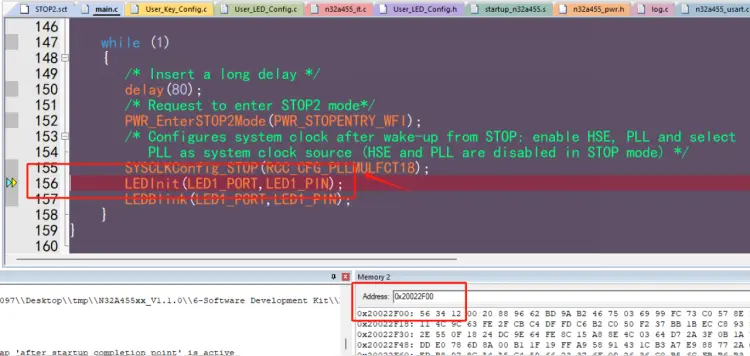 STOP2.sct main.c User_Key_Config.c User_LED_Config.c n32a455_it.c User_LED_Config.h startup_n32a455.s n32a455_pwr.h log.c n32a455_usart.c
146
147 while (1)
148 {
149 /* Insert a long delay */
150 delay(80);
151 /* Request to enter STOP2 mode*/
152 PWR_EnterSTOP2Mode(PWR_STOPENTRY_WFI);
153 /* Configures system clock after wake-up from STOP: enable HSE, PLL and select
154 PLL as system clock source (HSE and PLL are disabled in STOP mode) */
155 SYSCLKConfig_STOP(RCC_CFG_PLLMULFCT18);
156 LEDInit(LED1_PORT,LED1_PIN);
157 LEDBlink(LED1_PORT,LED1_PIN);
158 }
159 }
160
Memory 2
Address: 0x20022F00
097\\Desktop\\tmp\\N32A455xx_V1.1.0\\6-Software Development Kit\\
0x20022F00: 56 34 12 00 20 88 96 62 BD 9A B2 46 75 03 69 99 FC 73 C0 57 8E
0x20022F18: 11 4C 9C 63 FE 2F CB C4 DF FD C6 B2 C0 50 F2 37 BB 1B EC C8 93
0x20022F30: 2E 55 0F 18 24 DC 9E 64 FE 8C 15 A8 8E 4C 03 64 D7 2A 3F 0B 1A
0x20022F48: DD E0 78 6D 8A 00 B1 1F 19 FF A9 58 91 43 1C B3 A7 E9 88 77 2A
ap 'after startup completion point' is active